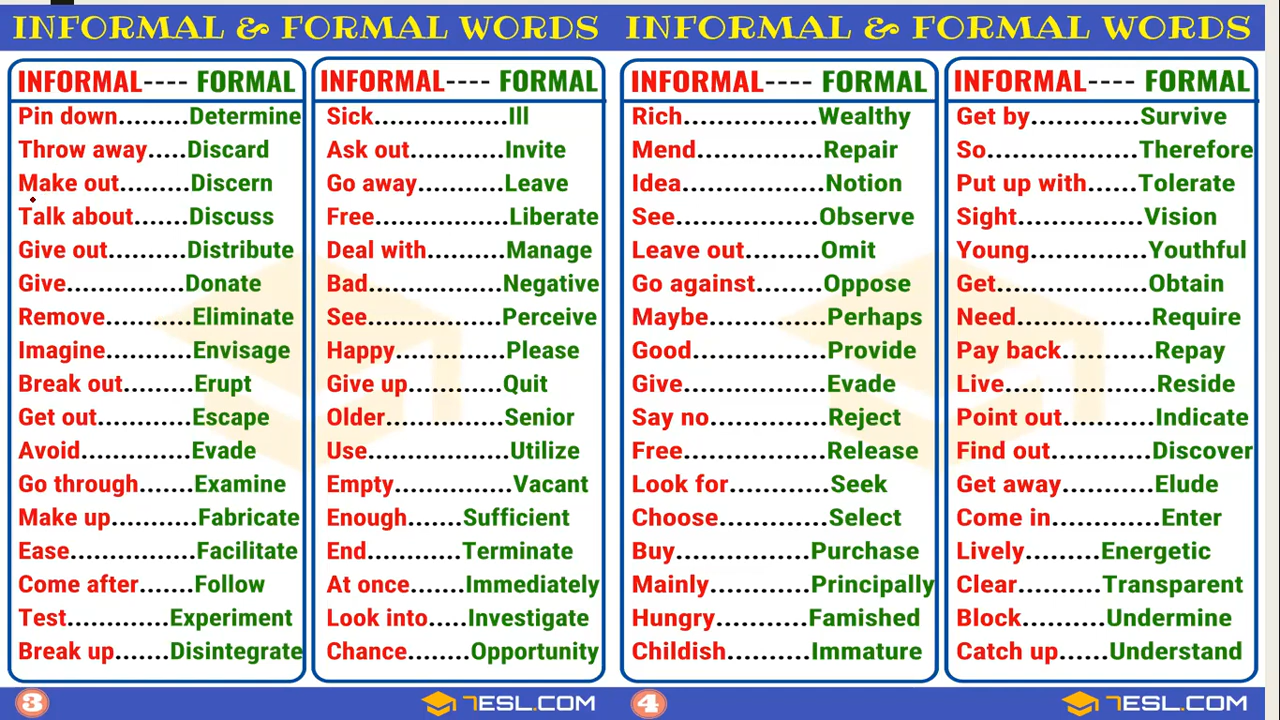 INFORMAL & FORMAL WORDS
INFORMAL---- FORMAL
Pin down.........Determine
Throw away.....Discard
Make out..........Discern
Talk about.......Discuss
Give out..........Distribute
Give...............Donate
Remove...........Eliminate
Imagine...........Envisage
Break out..........Erupt
Get out............Escape
Avoid..............Evade
Go through.......Examine
Make up...........Fabricate
Ease................Facilitate
Come after.......Follow
Test.............Experiment
Break up.......Disintegrate
INFORMAL---- FORMAL
Sick.................Ill
Ask out............Invite
Go away...........Leave
Free.................Liberate
Deal with..........Manage
Bad.................Negative
See.................Perceive
Happy..............Please
Give up............Quit
Older...............Senior
Use..................Utilize
Empty...............Vacant
Enough.......Sufficient
End............Terminate
At once.......Immediately
Look into.....Investigate
Chance........Opportunity
3
7ESL.COM
INFORMAL & FORMAL WORDS
INFORMAL---- FORMAL
Rich.................Wealthy
Mend................Repair
Idea..................Notion
See..................Observe
Leave out..........Omit
Go against........Oppose
Maybe..............Perhaps
Good.................Provide
Give..................Evade
Say no..............Reject
Free..................Release
Look for............Seek
Choose..............Select
Buy.................Purchase
Mainly............Principally
Hungry............Famished
Childish...........Immature
INFORMAL---- FORMAL
Get by.............Survive
So....................Therefore
Put up with......Tolerate
Sight................Vision
Young...............Youthful
Get...................Obtain
Need.................Require
Pay back...........Repay
Live...................Reside
Point out...........Indicate
Find out.............Discover
Get away...........Elude
Come in.............Enter
Lively..........Energetic
Clear...........Transparent
Block...........Undermine
Catch up......Understand
4
7ESL.COM